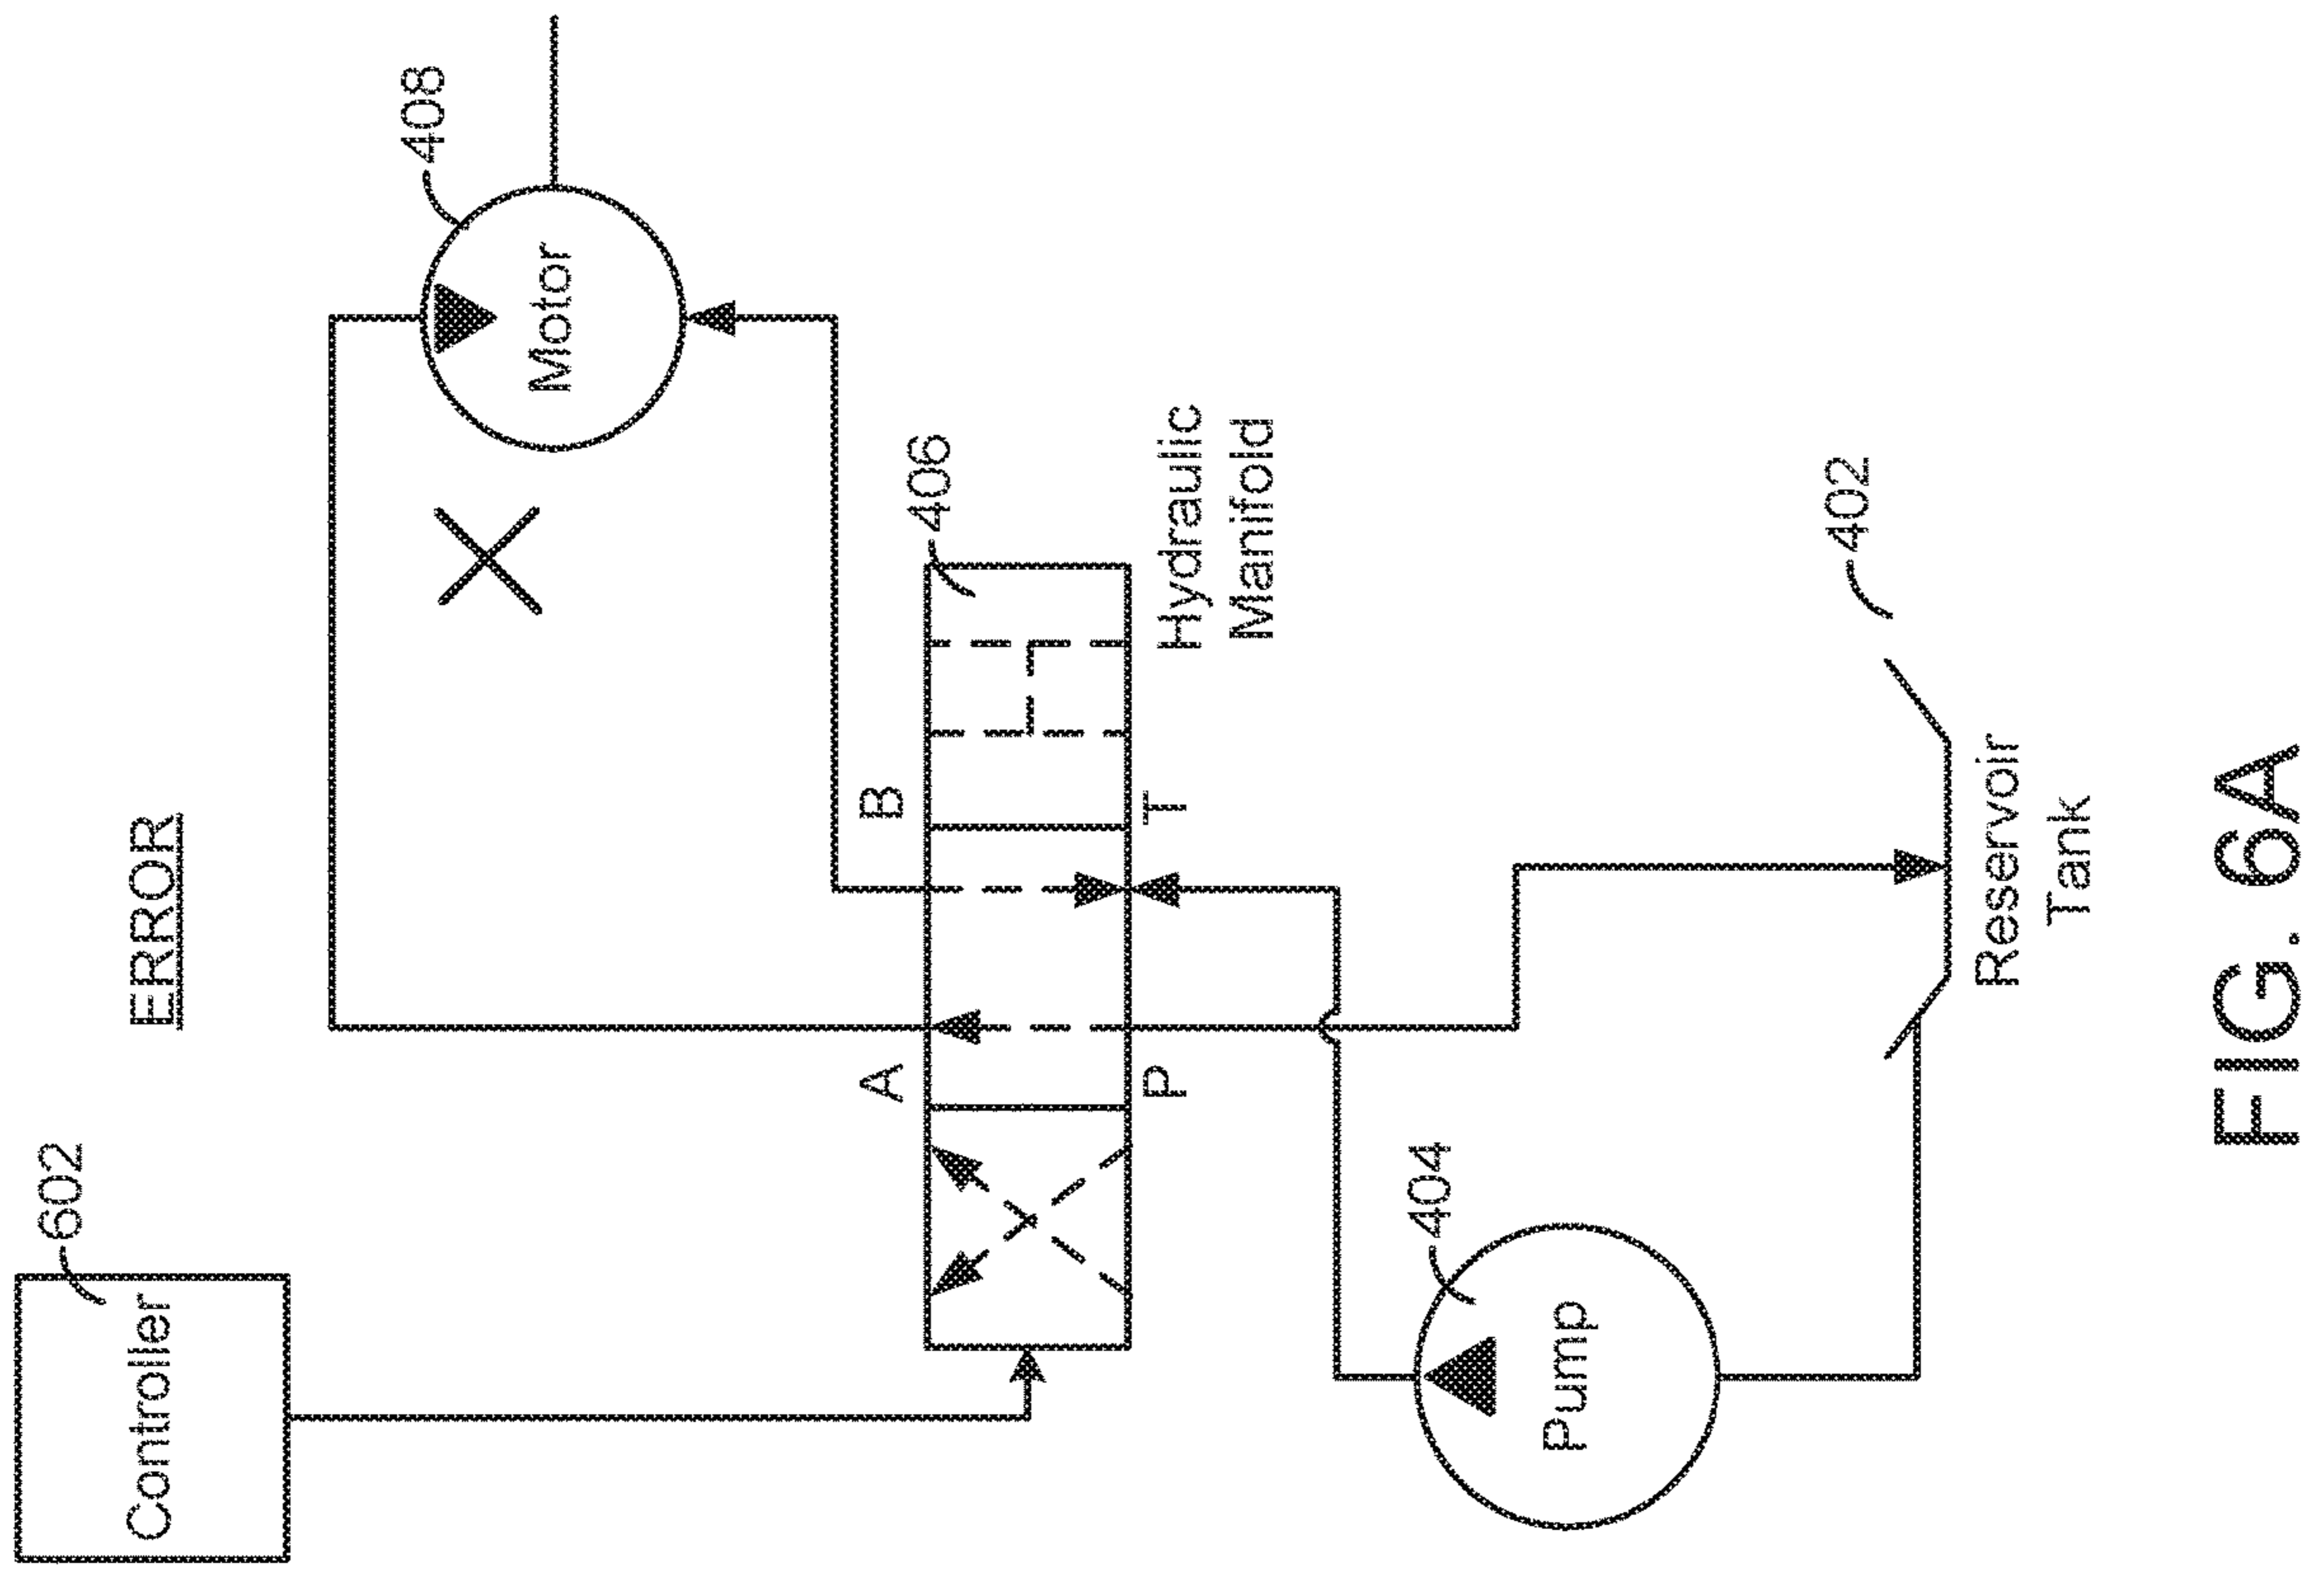 ERROR
Controller
602
408
Motor
406
A
B
P
T
Hydraulic
Manifold
404
Pump
402
Reservoir
Tank
FIG. 6A